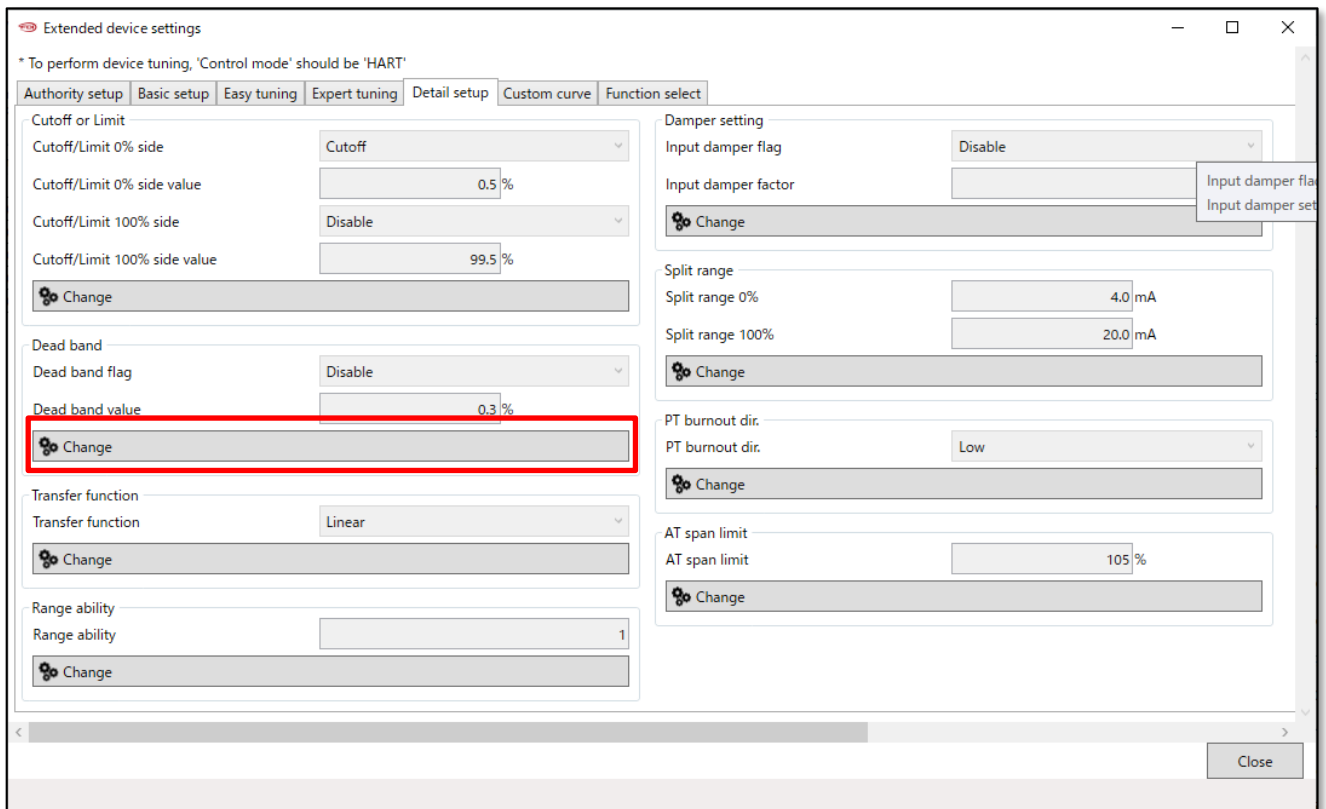 Extended device settings
* To perform device tuning, 'Control mode' should be 'HART'
Authority setup Basic setup Easy tuning Expert tuning Detail setup Custom curve Function select
Cutoff or Limit
Cutoff/Limit 0% side Cutoff
Cutoff/Limit 0% side value 0.5 %
Cutoff/Limit 100% side Disable
Cutoff/Limit 100% side value 99.5 %
Change
Dead band
Dead band flag Disable
Dead band value 0.3 %
Change
Transfer function
Transfer function Linear
Change
Range ability
Range ability 1
Change
Damper setting
Input damper flag Disable
Input damper factor
Change
Input damper fla
Input damper set
Split range
Split range 0% 4.0 mA
Split range 100% 20.0 mA
Change
PT burnout dir.
PT burnout dir. Low
Change
AT span limit
AT span limit 105 %
Change
Close